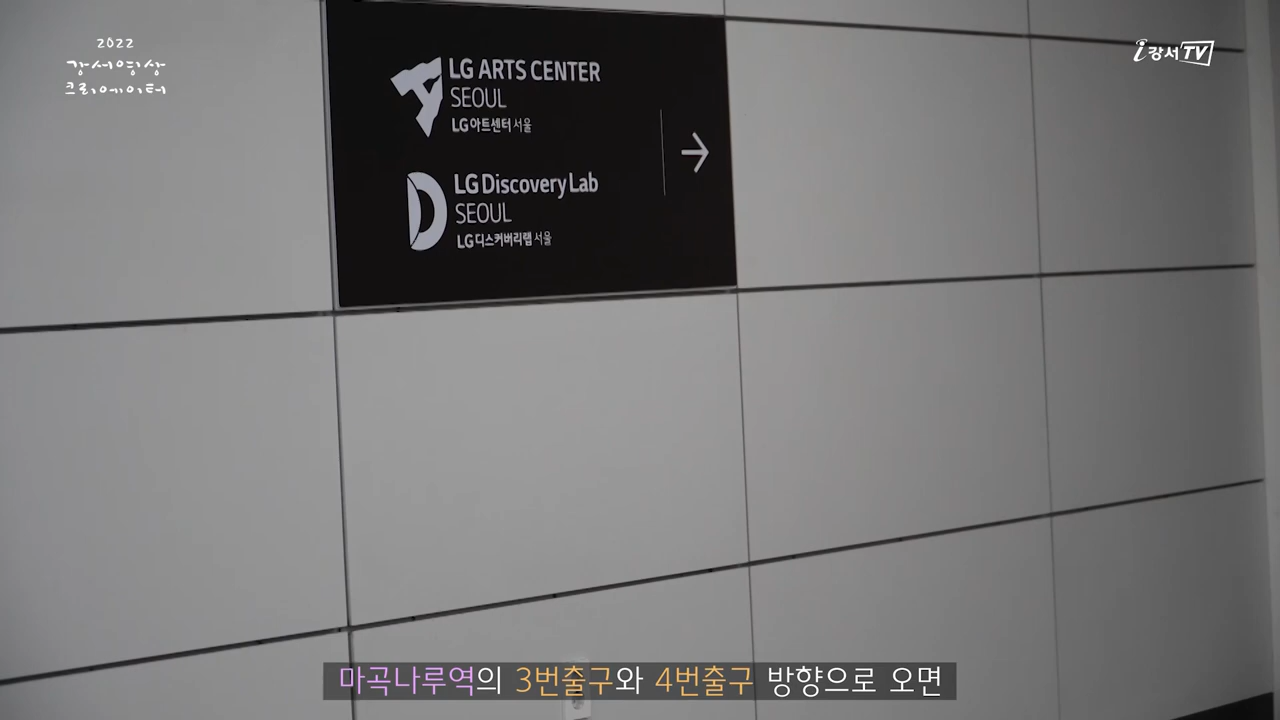 2022
강서영상
크리에이터
i강서TV
LG ARTS CENTER
SEOUL
LG아트센터 서울
LG Discovery Lab
SEOUL
LG디스커버리랩 서울
마곡나루역의 3번출구와 4번출구 방향으로 오면